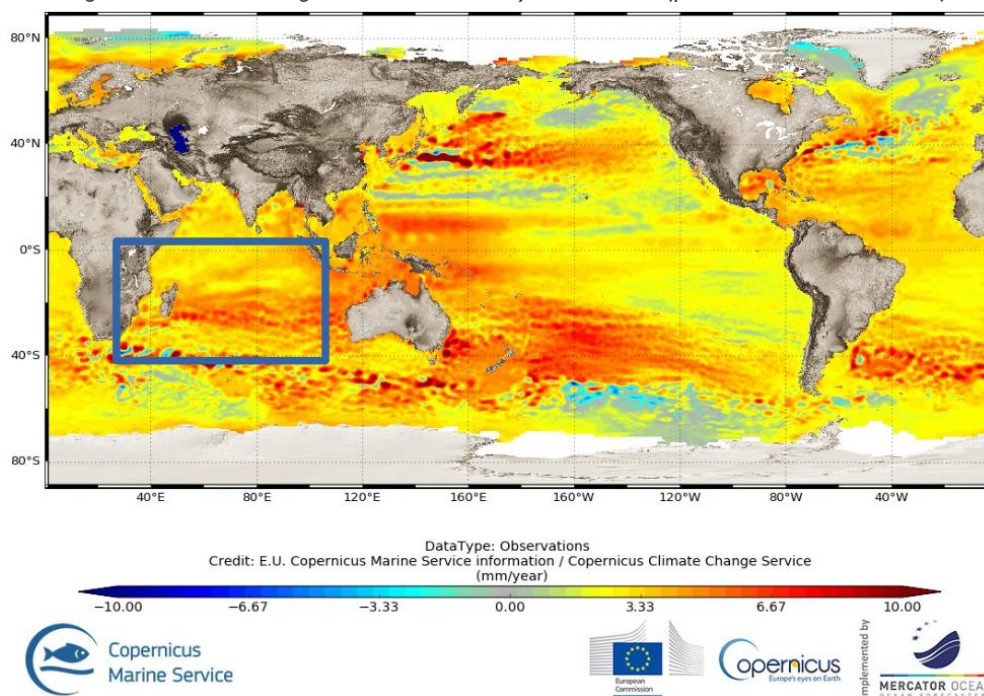 80°N
40°N
0°S
40°S
80°S
40°E 80°E 120°E 160°E 160°W 120°W 80°W 40°W
DataType: Observations
Credit: E.U. Copernicus Marine Service information / Copernicus Climate Change Service
(mm/year)
−10.00 −6.67 −3.33 0.00 3.33 6.67 10.00
Copernicus
Marine Service
European
Commission
opernicus
Europe's eyes on Earth
mplemented by
MERCATOR OCEA